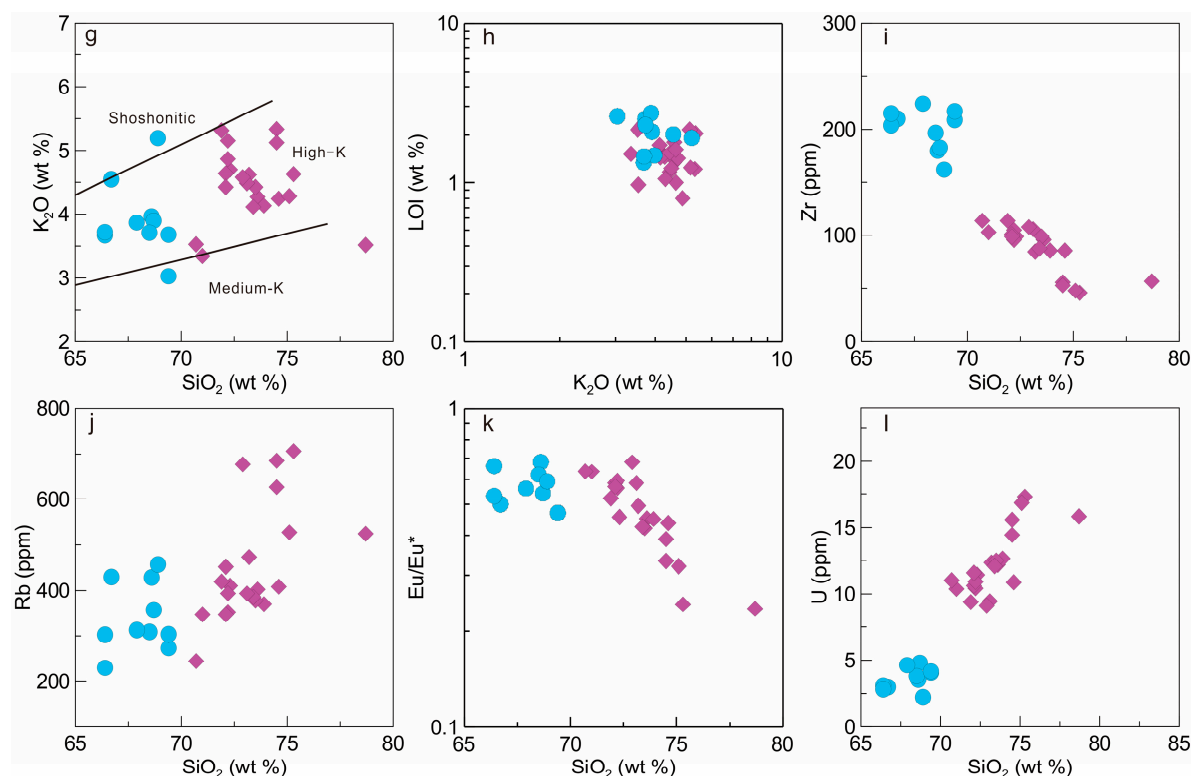 g
7
6
5
4
3
2
K₂O (wt %)
Shoshonitic
High–K
Medium-K
65
70
75
80
SiO₂ (wt %)
h
10
1
0.1
LOI (wt %)
1
10
K₂O (wt %)
i
300
200
100
0
Zr (ppm)
65
70
75
80
SiO₂ (wt %)
j
800
600
400
200
Rb (ppm)
65
70
75
80
SiO₂ (wt %)
k
1
0.1
Eu/Eu*
65
70
75
80
SiO₂ (wt %)
l
20
15
10
5
0
U (ppm)
65
70
75
80
85
SiO₂ (wt %)